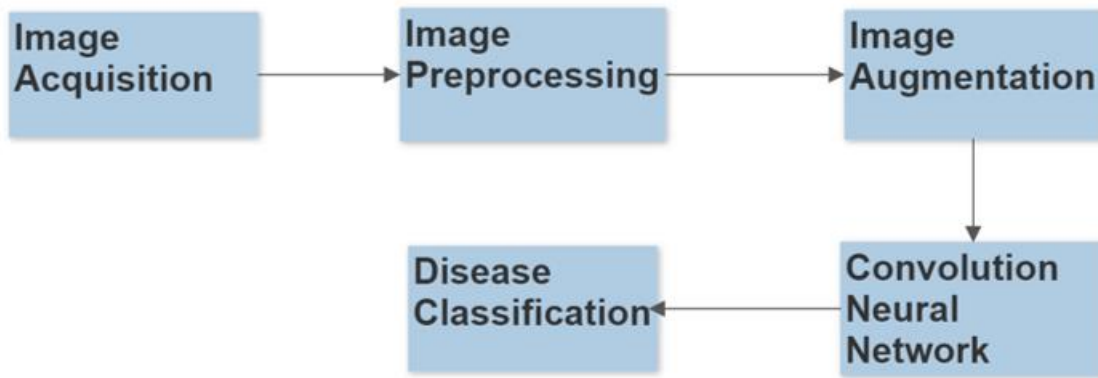 Image
Acquisition
Image
Preprocessing
Image
Augmentation
Convolution
Neural
Network
Disease
Classification